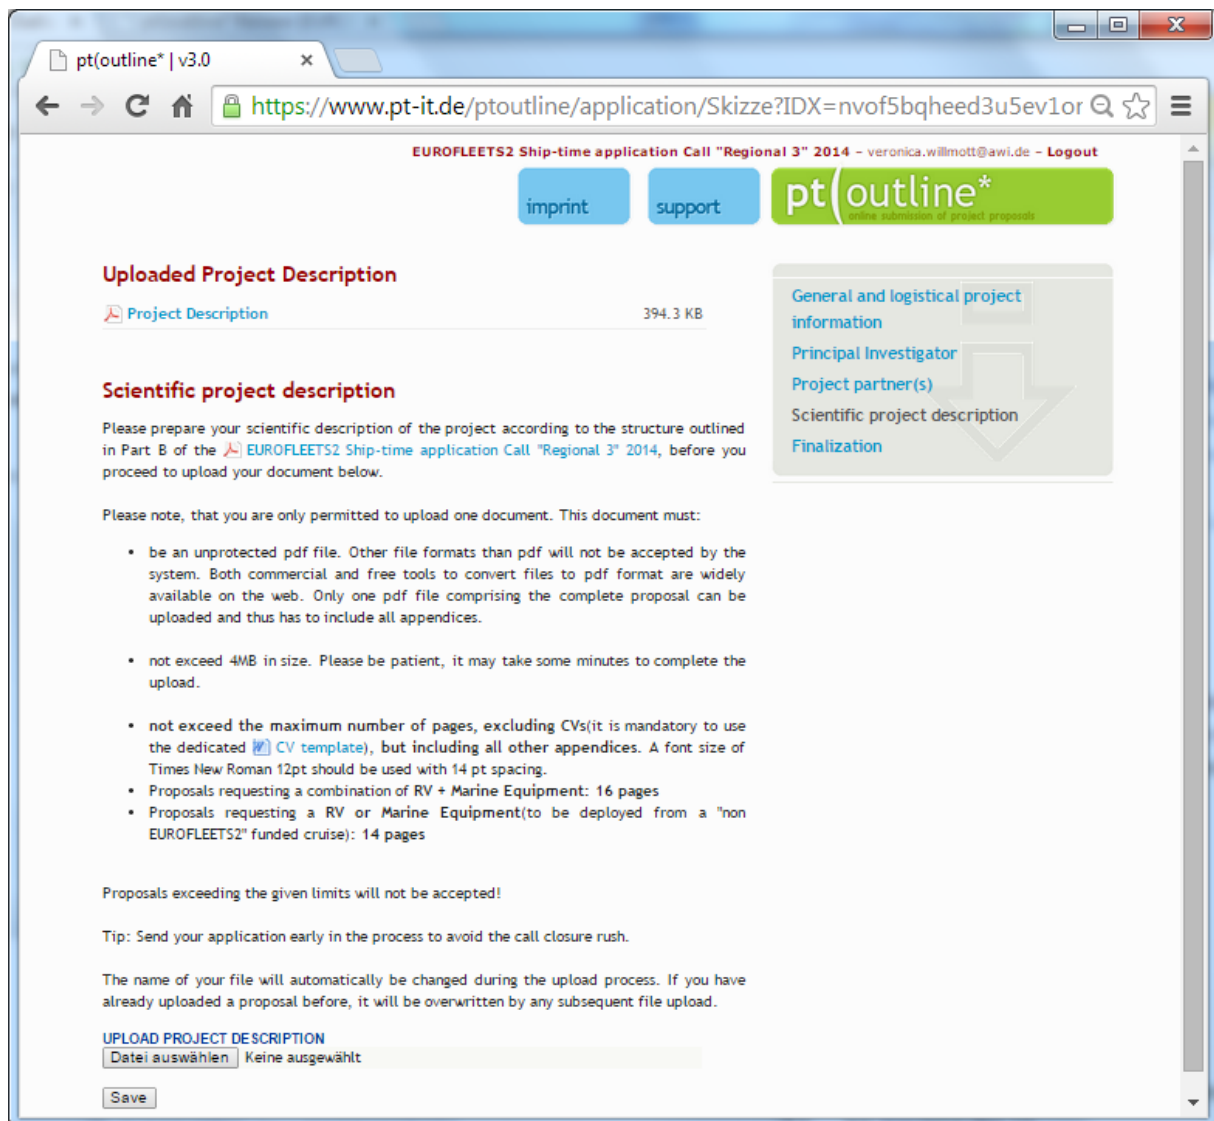 pt(outline* | v3.0
https://www.pt-it.de/ptoutline/application/Skizze?IDX=nvof5bqheed3u5ev1or
EUROFLEETS2 Ship-time application Call "Regional 3" 2014 – veronica.willmott@awi.de – Logout
imprint
support
pt(outline*
online submission of project proposals
Uploaded Project Description
Project Description 394.3 KB
General and logistical project
information
Principal Investigator
Project partner(s)
Scientific project description
Finalization
Scientific project description
Please prepare your scientific description of the project according to the structure outlined
in Part B of the EUROFLEETS2 Ship-time application Call "Regional 3" 2014, before you
proceed to upload your document below.
Please note, that you are only permitted to upload one document. This document must:
• be an unprotected pdf file. Other file formats than pdf will not be accepted by the
system. Both commercial and free tools to convert files to pdf format are widely
available on the web. Only one pdf file comprising the complete proposal can be
uploaded and thus has to include all appendices.
• not exceed 4MB in size. Please be patient, it may take some minutes to complete the
upload.
• not exceed the maximum number of pages, excluding CVs(it is mandatory to use
the dedicated CV template), but including all other appendices. A font size of
Times New Roman 12pt should be used with 14 pt spacing.
• Proposals requesting a combination of RV + Marine Equipment: 16 pages
• Proposals requesting a RV or Marine Equipment(to be deployed from a "non
EUROFLEETS2" funded cruise): 14 pages
Proposals exceeding the given limits will not be accepted!
Tip: Send your application early in the process to avoid the call closure rush.
The name of your file will automatically be changed during the upload process. If you have
already uploaded a proposal before, it will be overwritten by any subsequent file upload.
UPLOAD PROJECT DESCRIPTION
Datei auswählen Keine ausgewählt
Save